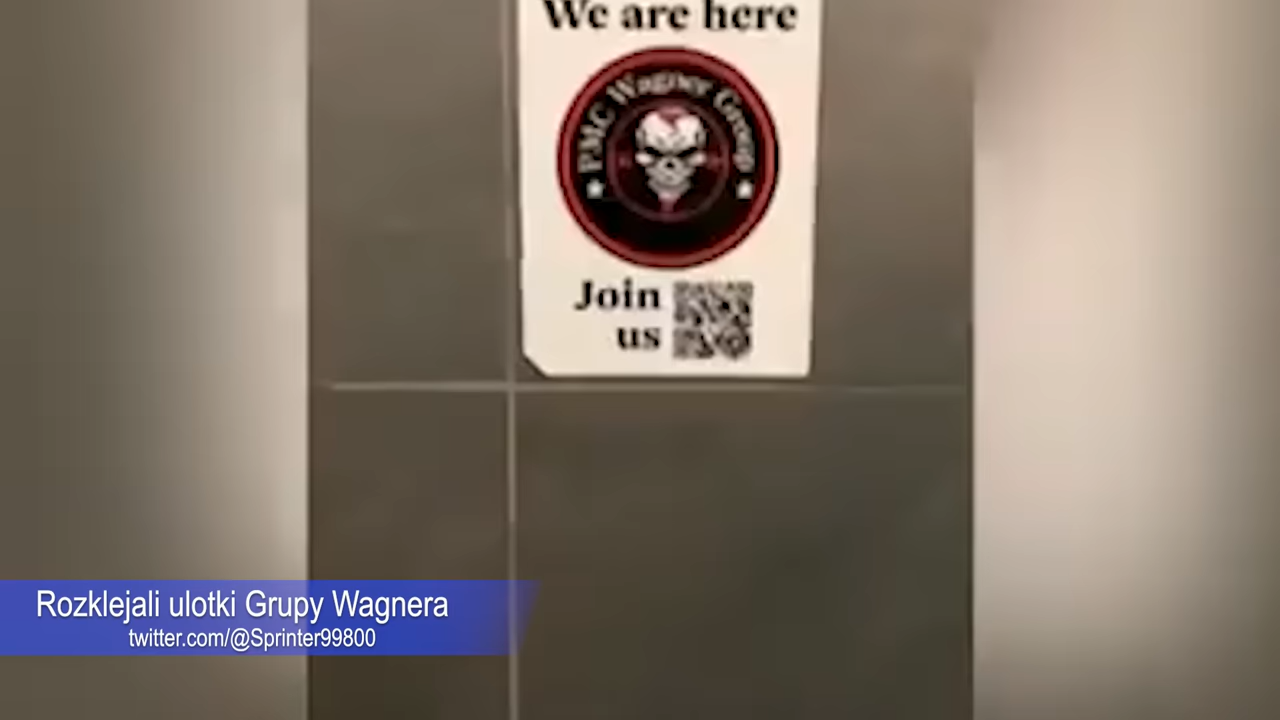 We are here
PMC Wagner Group
Join
us
Rozklejali ulotki Grupy Wagnera
twitter.com/@Sprinter99800